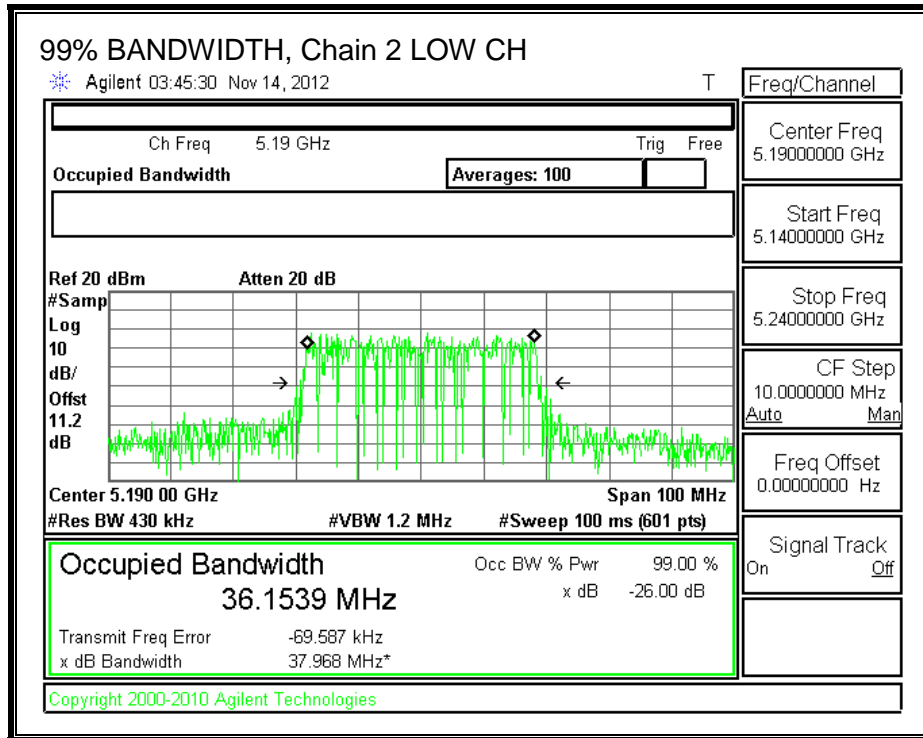 99% BANDWIDTH, Chain 2 LOW CH
Agilent 03:45:30 Nov 14, 2012 T
Ch Freq 5.19 GHz Trig Free
Occupied Bandwidth Averages: 100
Ref 20 dBm Atten 20 dB
#Samp
Log
10
dB/
Offst
11.2
dB
Center 5.190 00 GHz Span 100 MHz
#Res BW 430 kHz #VBW 1.2 MHz #Sweep 100 ms (601 pts)
Occupied Bandwidth Occ BW % Pwr 99.00 %
36.1539 MHz x dB -26.00 dB
Transmit Freq Error -69.587 kHz
x dB Bandwidth 37.968 MHz*
Copyright 2000-2010 Agilent Technologies
Freq/Channel
Center Freq
5.19000000 GHz
Start Freq
5.14000000 GHz
Stop Freq
5.24000000 GHz
CF Step
10.0000000 MHz
Auto Man
Freq Offset
0.00000000 Hz
Signal Track
On Off